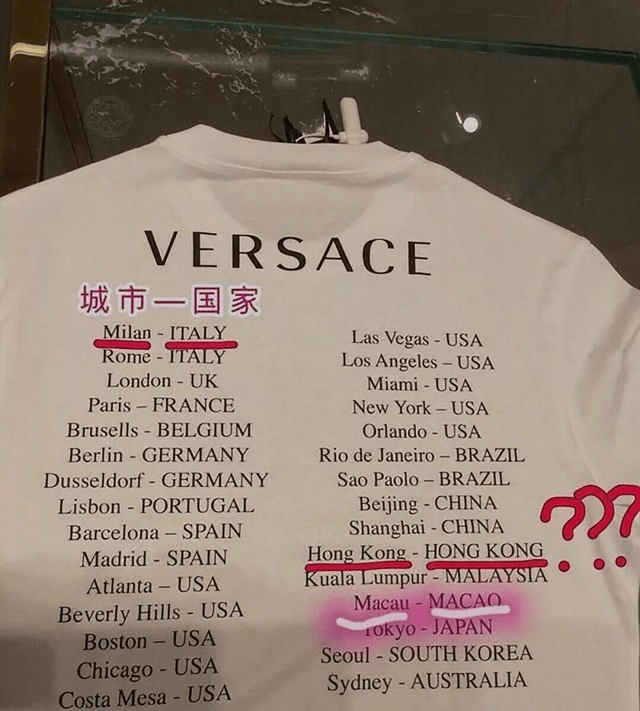 VERSACE
城市—国家
Milan - ITALY
Rome - ITALY
London - UK
Paris – FRANCE
Brusells - BELGIUM
Berlin - GERMANY
Dusseldorf - GERMANY
Lisbon - PORTUGAL
Barcelona – SPAIN
Madrid - SPAIN
Atlanta – USA
Beverly Hills - USA
Boston – USA
Chicago - USA
Costa Mesa - USA
Las Vegas - USA
Los Angeles – USA
Miami - USA
New York – USA
Orlando - USA
Rio de Janeiro – BRAZIL
Sao Paolo – BRAZIL
Beijing - CHINA
Shanghai - CHINA
Hong Kong - HONG KONG
???
Kuala Lumpur - MALAYSIA
Macau - MACAO
Tokyo - JAPAN
Seoul - SOUTH KOREA
Sydney - AUSTRALIA